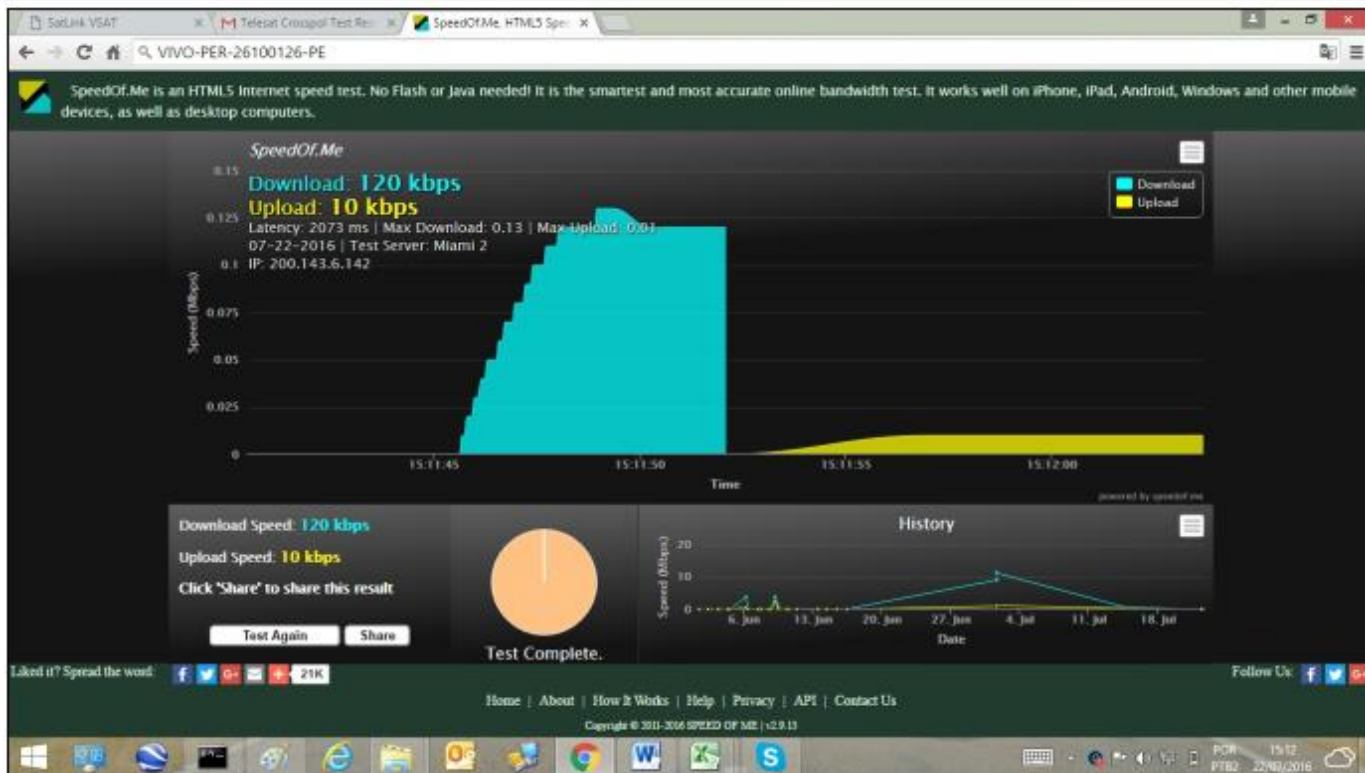 SatLink VSAT
Telesat Crosspol Test Re
SpeedOf.Me, HTML5 Spe
VIVO-PER-26100126-PE
SpeedOf.Me is an HTML5 Internet speed test. No Flash or Java needed! It is the smartest and most accurate online bandwidth test. It works well on iPhone, iPad, Android, Windows and other mobile
devices, as well as desktop computers.
SpeedOf.Me
Download: 120 kbps
Upload: 10 kbps
Latency: 2073 ms | Max Download: 0.13 | Max Upload: 0.01
07-22-2016 | Test Server: Miami 2
IP: 200.143.6.142
Download
Upload
Speed (Mbps)
0.15
0.125
0.1
0.075
0.05
0.025
0
15:11:45
15:11:50
15:11:55
15:12:00
Time
powered by speedof.me
Download Speed: 120 kbps
Upload Speed: 10 kbps
Click "Share" to share this result
Test Again
Share
Test Complete.
History
Speed (Mbps)
20
10
0
6. Jun
13. Jun
20. Jun
27. Jun
4. Jul
11. Jul
18. Jul
Date
Liked it? Spread the word:
21K
Follow Us:
Home | About | How It Works | Help | Privacy | API | Contact Us
Copyright © 2011-2016 SPEED OF ME | v2.9.13
POR 15:12
PTB2 22/07/2016